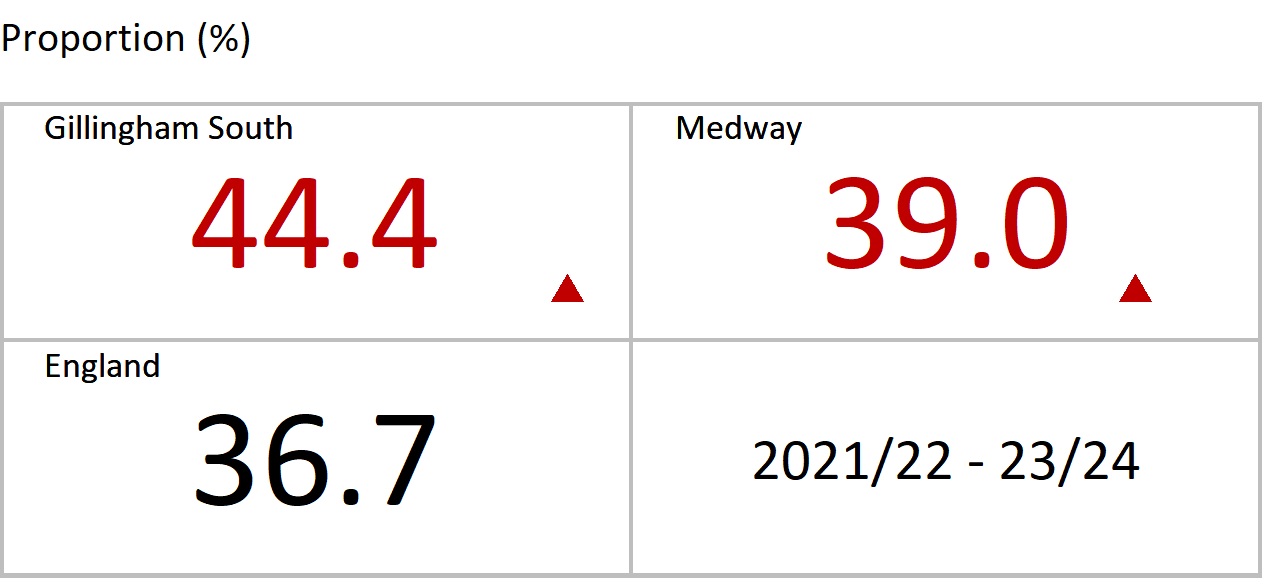 Proportion (%)
Gillingham South
44.4
Medway
39.0
England
36.7
2021/22 - 23/24